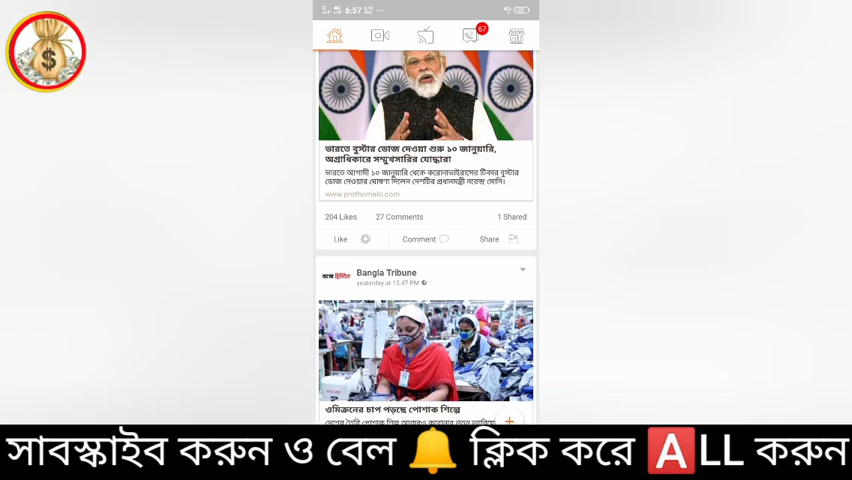 6:57
67
ভারতে বুস্টার ডোজ দেওয়া শুরু ১০ জানুয়ারি,
অগ্রাধিকারে সম্মুখসারির যোদ্ধারা
ভারতে আগামী ১০ জানুয়ারি থেকে করোনাভাইরাসের টিকার বুস্টার
ডোজ দেওয়ার ঘোষণা দিলেন দেশটির প্রধানমন্ত্রী নরেন্দ্র মোদি।
www.prothomalo.com
204 Likes 27 Comments 1 Shared
Like Comment Share
Bangla Tribune
yesterday at 12.47 PM
ওমিক্রনের চাপ পড়ছে পোশাক শিল্পে
সাবস্ক্রাইব করুন ও বেল ক্লিক করে ALL করুন